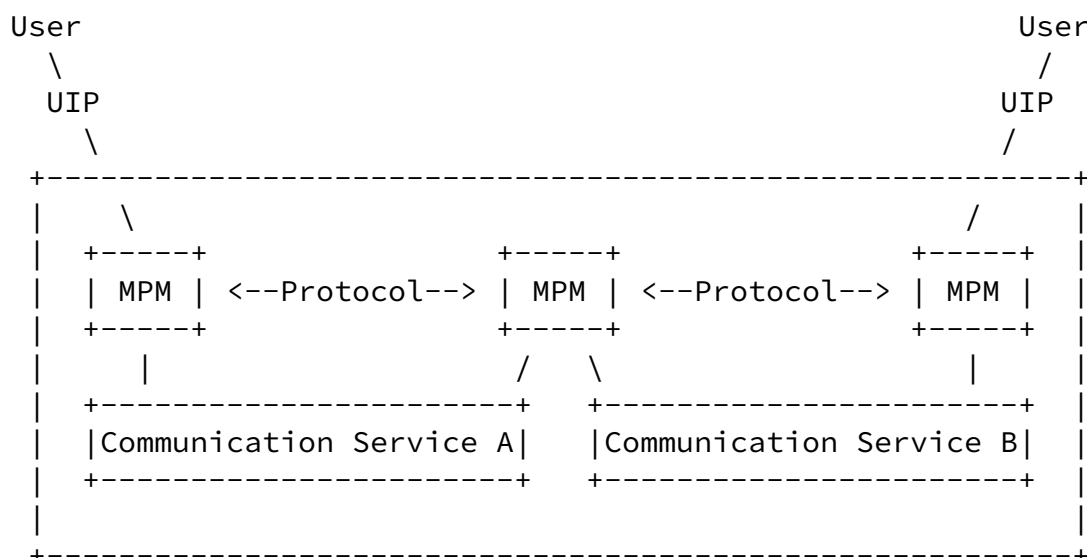 User User
UIP UIP
MPM <--Protocol--> MPM <--Protocol--> MPM
Communication Service A Communication Service B